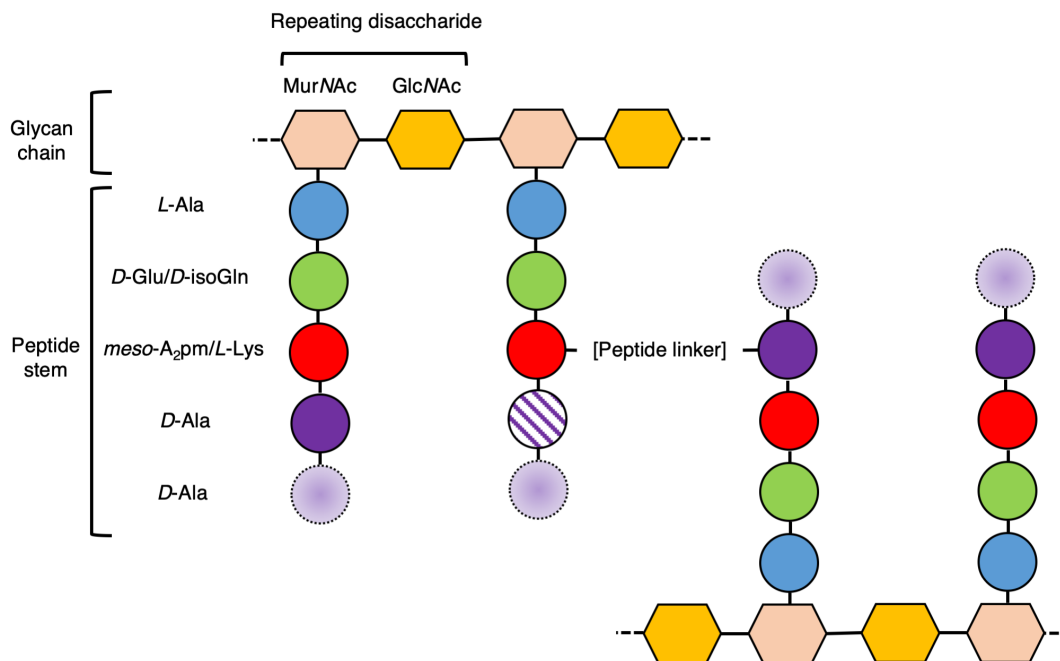 Repeating disaccharide
MurNAc
GlcNAc
Glycan
chain
L-Ala
D-Glu/D-isoGln
meso-A₂pm/L-Lys
[Peptide linker]
Peptide
stem
D-Ala
D-Ala